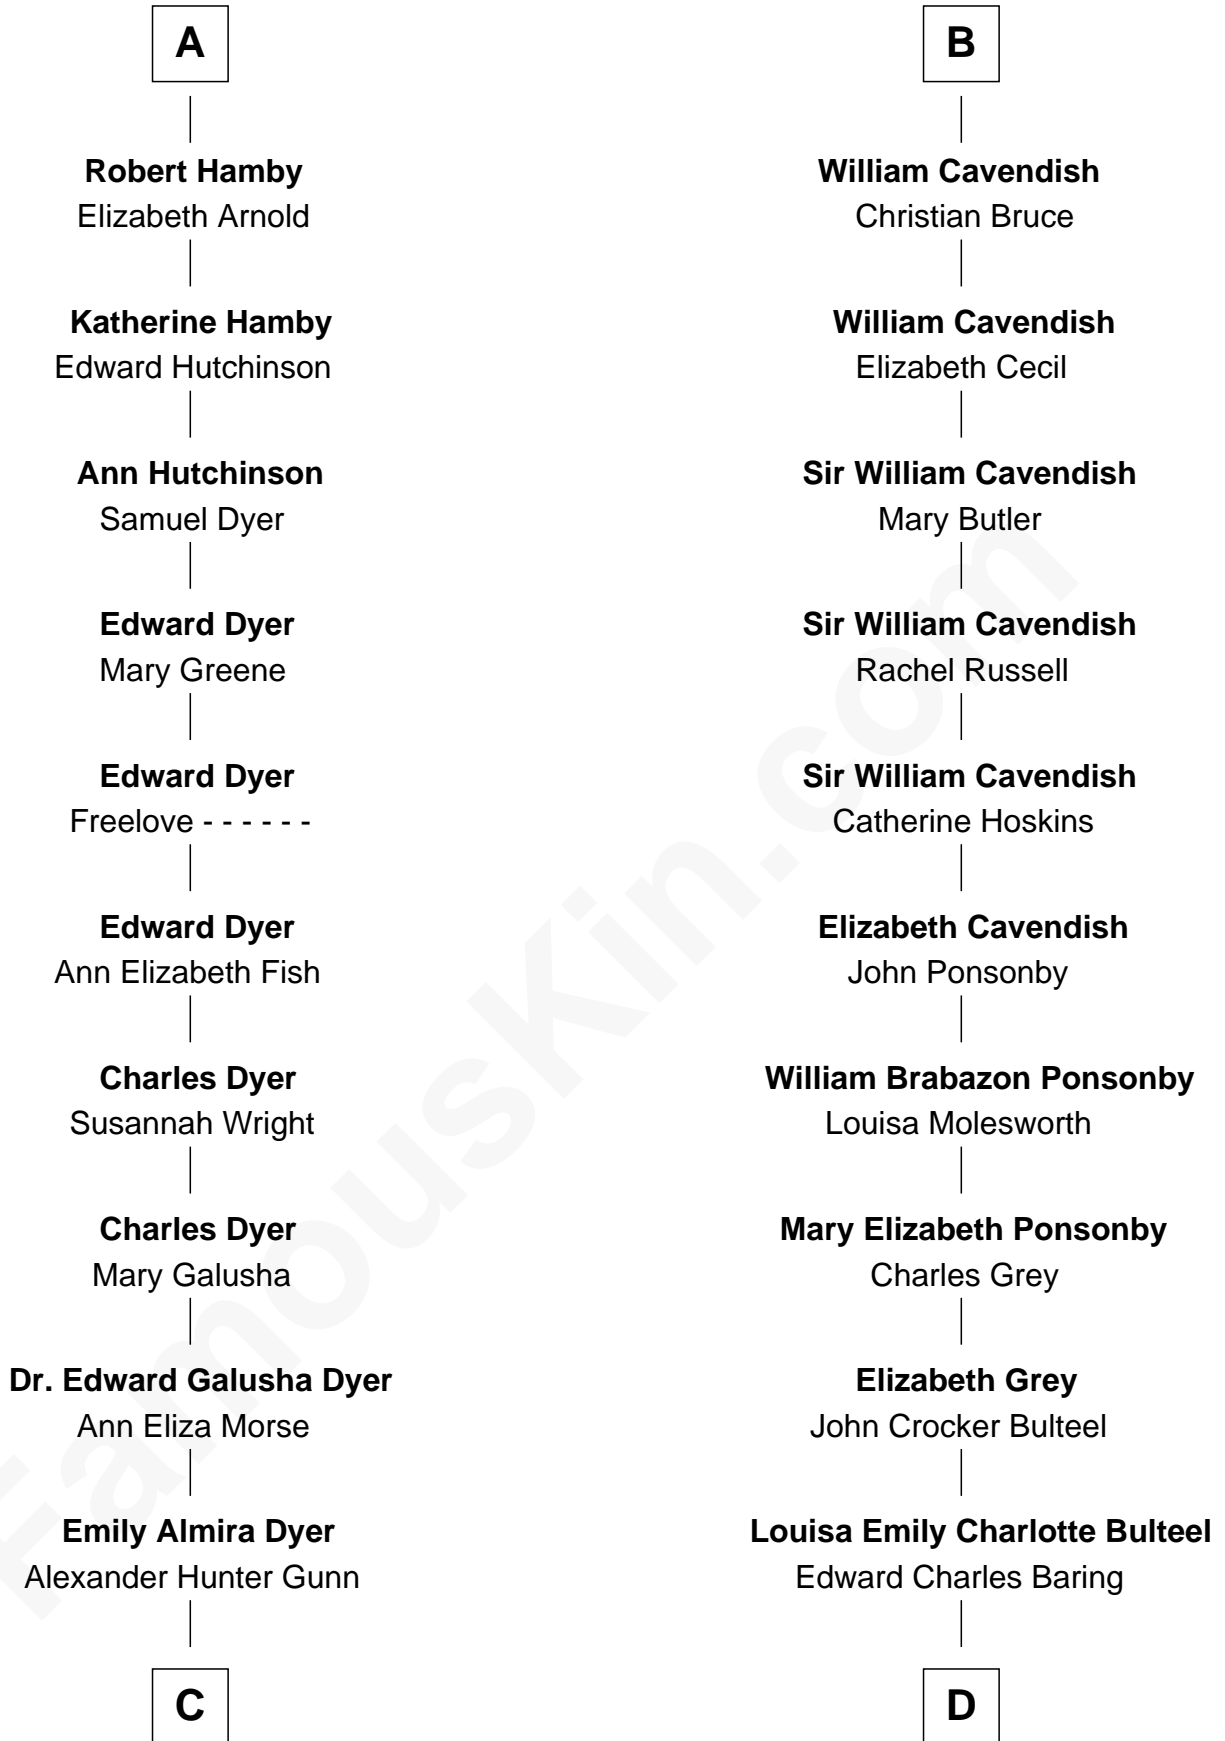 A
Robert Hamby
Elizabeth Arnold
Katherine Hamby
Edward Hutchinson
Ann Hutchinson
Samuel Dyer
Edward Dyer
Mary Greene
Edward Dyer
Freelove - - - - - -
Edward Dyer
Ann Elizabeth Fish
Charles Dyer
Susannah Wright
Charles Dyer
Mary Galusha
Dr. Edward Galusha Dyer
Ann Eliza Morse
Emily Almira Dyer
Alexander Hunter Gunn
C
B
William Cavendish
Christian Bruce
William Cavendish
Elizabeth Cecil
Sir William Cavendish
Mary Butler
Sir William Cavendish
Rachel Russell
Sir William Cavendish
Catherine Hoskins
Elizabeth Cavendish
John Ponsonby
William Brabazon Ponsonby
Louisa Molesworth
Mary Elizabeth Ponsonby
Charles Grey
Elizabeth Grey
John Crocker Bulteel
Louisa Emily Charlotte Bulteel
Edward Charles Baring
D
FamousKin.com